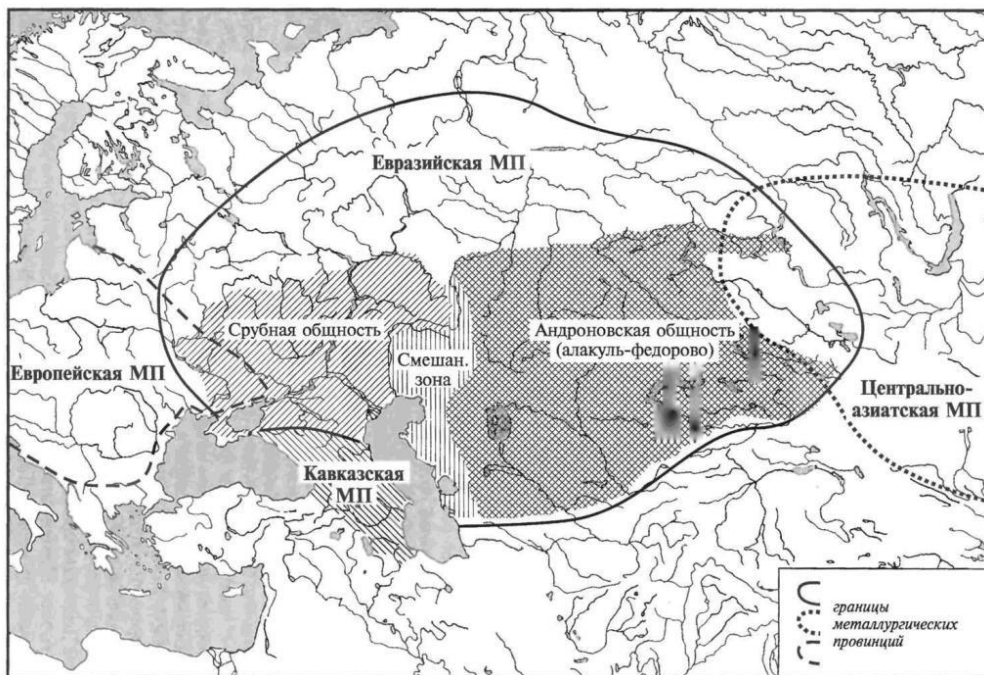 Евразийская МП
Срубная общность
Андроновская общность
(алакуль-федорово)
Смешан.
зона
Европейская МП
Центрально-
азиатская МП
Кавказская
МП
границы
металлургических
провинций